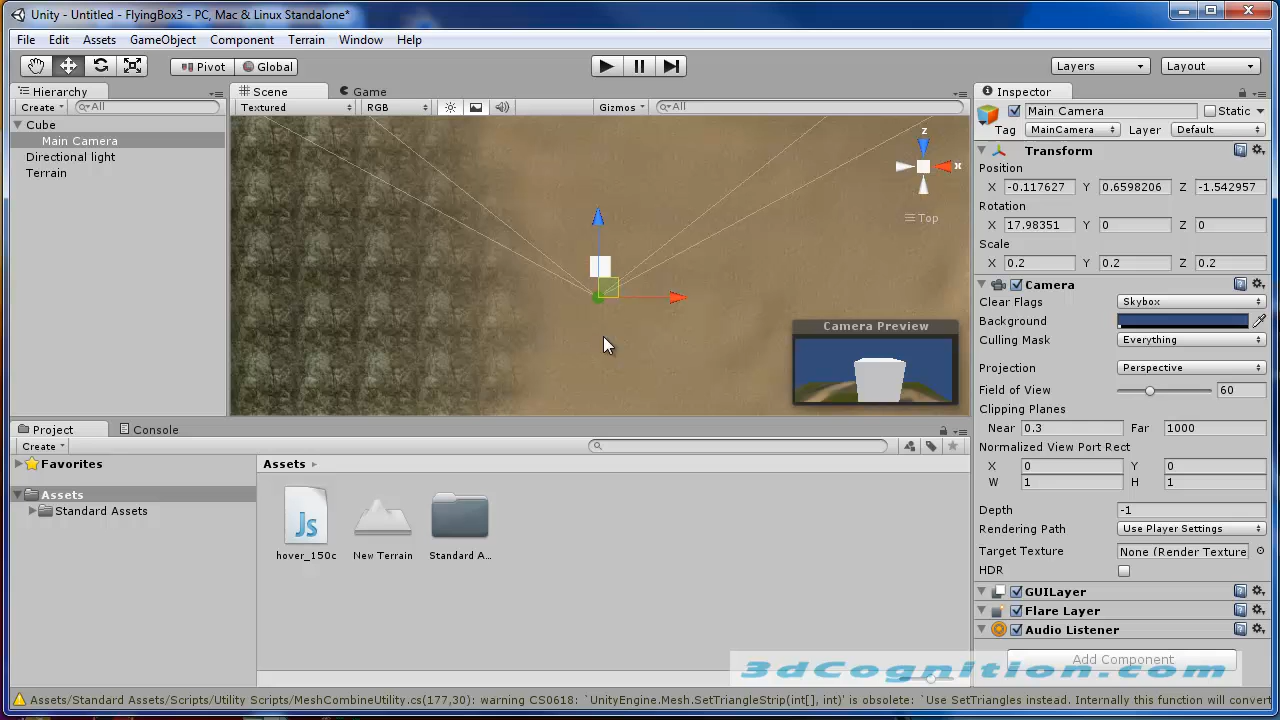 Unity - Untitled - FlyingBox3 - PC, Mac & Linux Standalone*
File Edit Assets GameObject Component Terrain Window Help
Pivot Global Layers Layout
Hierarchy
Create All
Cube
Main Camera
Directional light
Terrain
Scene Game
Textured RGB Gizmos All
z
x
Top
Camera Preview
Inspector
Main Camera Static
Tag MainCamera Layer Default
Transform
Position
X -0.117627 Y 0.6598206 Z -1.542957
Rotation
X 17.98351 Y 0 Z 0
Scale
X 0.2 Y 0.2 Z 0.2
Camera
Clear Flags Skybox
Background
Culling Mask Everything
Projection Perspective
Field of View 60
Clipping Planes
Near 0.3 Far 1000
Normalized View Port Rect
X 0 Y 0
W 1 H 1
Depth -1
Rendering Path Use Player Settings
Target Texture None (Render Texture
HDR
GUILayer
Flare Layer
Audio Listener
Add Component
Project Console
Create
Favorites
Assets
Standard Assets
Assets
Js
hover_150c New Terrain Standard A...
3dCognition.com
Assets/Standard Assets/Scripts/Utility Scripts/MeshCombineUtility.cs(177,30): warning CS0618: `UnityEngine.Mesh.SetTriangleStrip(int[], int)' is obsolete: `Use SetTriangles instead. Internally this function will convert